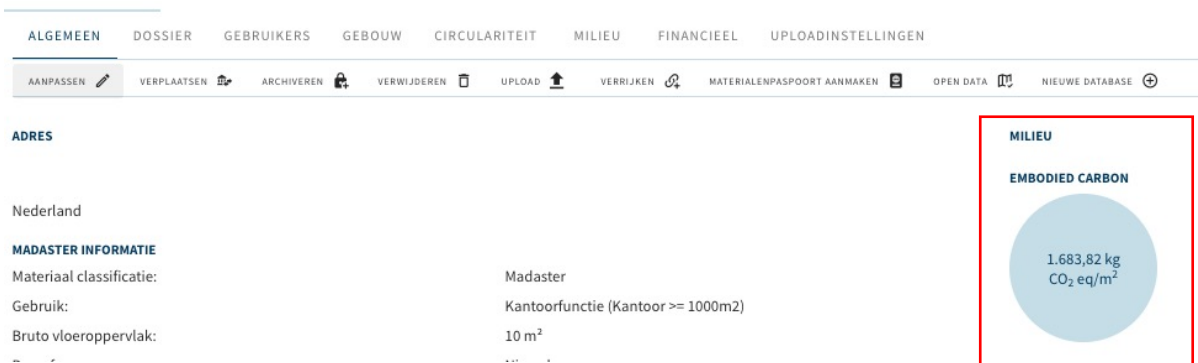 ALGEMEEN DOSSIER GEBRUIKERS GEBOUW CIRCULARITEIT MILIEU FINANCIEEL UPLOADINSTELLINGEN
AANPASSEN VERPLAATSEN ARCHIVEREN VERWIJDEREN UPLOAD VERRIJKEN MATERIALENPASPOORT AANMAKEN OPEN DATA NIEUWE DATABASE
ADRES
Nederland
MADASTER INFORMATIE
Materiaal classificatie: Madaster
Gebruik: Kantoorfunctie (Kantoor >= 1000m2)
Bruto vloeroppervlak: 10 m²
MILIEU
EMBODIED CARBON
1.683,82 kg
CO₂ eq/m²